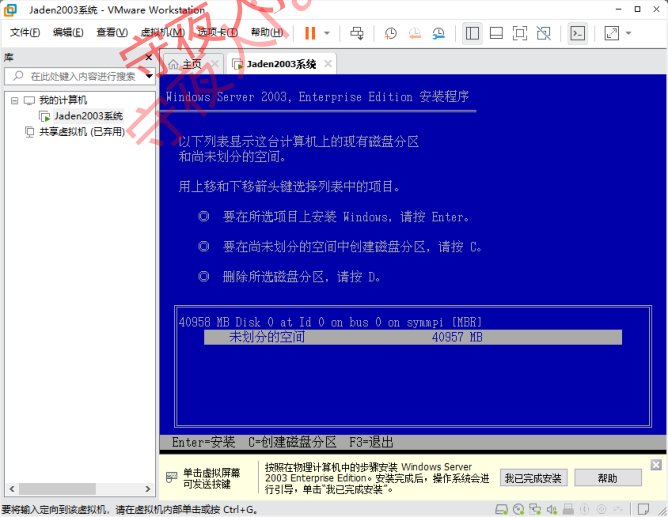 Jaden2003系统 - VMware Workstation
文件(F) 编辑(E) 查看(V) 虚拟机(M) 选项卡(T) 帮助(H)
守夜人
守夜人
库
在此处键入内容进行搜索
主页
Jaden2003系统
我的计算机
Jaden2003系统
共享虚拟机 (已弃用)
Windows Server 2003, Enterprise Edition 安装程序
以下列表显示这台计算机上的现有磁盘分区
和尚未划分的空间。
用上移和下移箭头键选择列表中的项目。
◎ 要在所选项目上安装 Windows，请按 Enter。
◎ 要在尚未划分的空间中创建磁盘分区，请按 C。
◎ 删除所选磁盘分区，请按 D。
40958 MB Disk 0 at Id 0 on bus 0 on symmpi [MBR]
未划分的空间 40957 MB
Enter=安装 C=创建磁盘分区 F3=退出
单击虚拟屏幕
可发送按键
按照在物理计算机中的步骤安装 Windows Server
2003 Enterprise Edition。安装完成后，操作系统会进
行引导，单击“我已完成安装”。
我已完成安装
帮助
要将输入定向到该虚拟机，请在虚拟机内部单击或按 Ctrl+G。